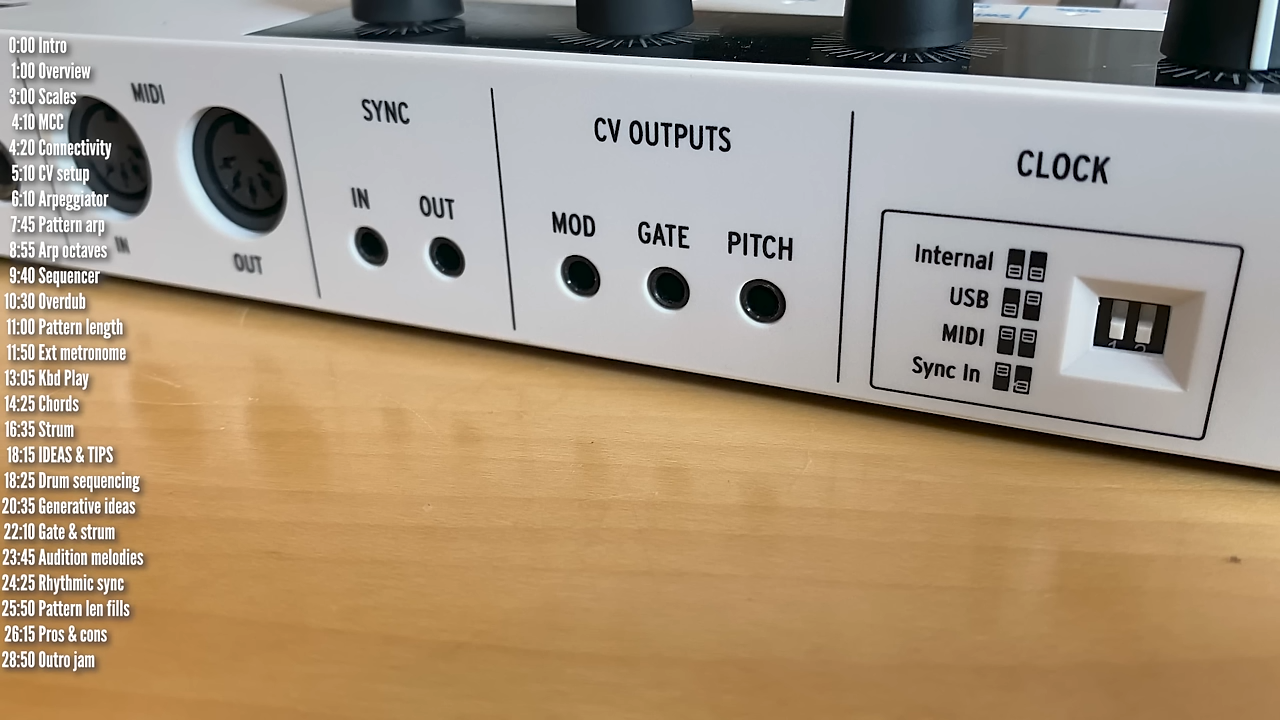 0:00 Intro
1:00 Overview
3:00 Scales
4:10 MCC
4:20 Connectivity
5:10 CV setup
6:10 Arpeggiator
7:45 Pattern arp
8:55 Arp octaves
9:40 Sequencer
10:30 Overdub
11:00 Pattern length
11:50 Ext metronome
13:05 Kbd Play
14:25 Chords
16:35 Strum
18:15 IDEAS & TIPS
18:25 Drum sequencing
20:35 Generative ideas
22:10 Gate & strum
23:45 Audition melodies
24:25 Rhythmic sync
25:50 Pattern len fills
26:15 Pros & cons
28:50 Outro jam
MIDI
IN
OUT
SYNC
IN
OUT
CV OUTPUTS
MOD
GATE
PITCH
CLOCK
Internal
USB
MIDI
Sync In
1 2